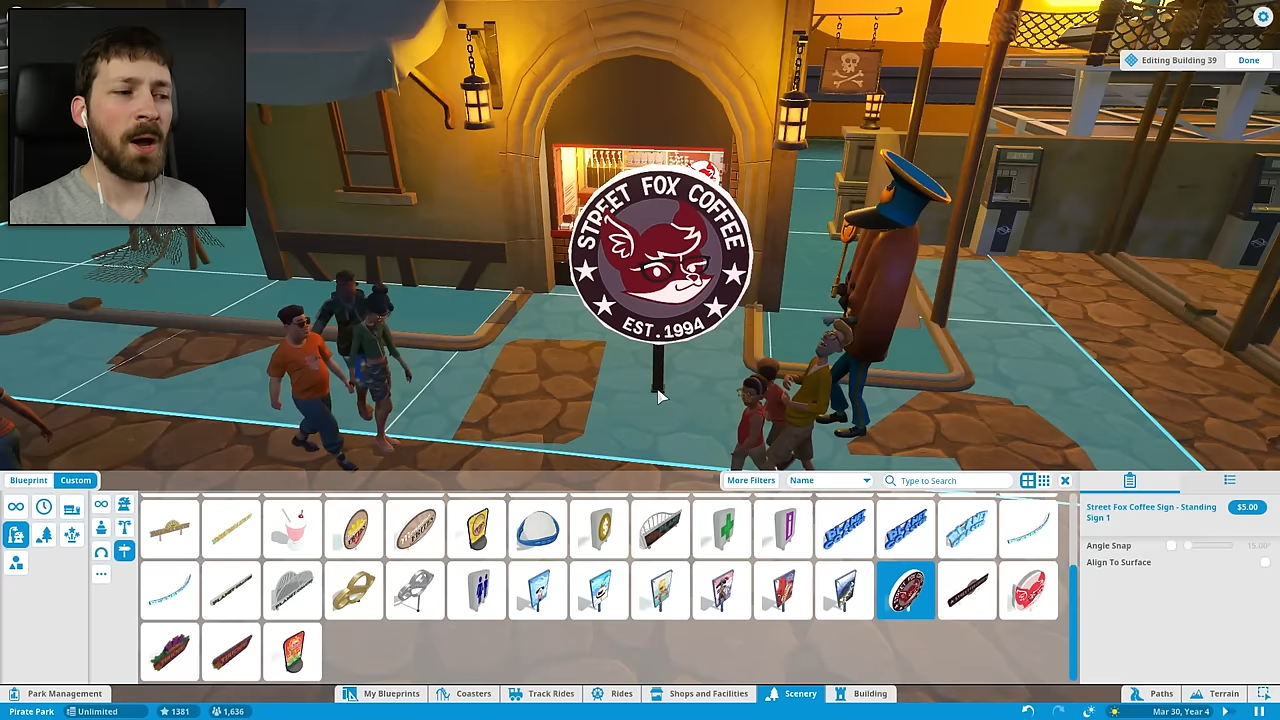 Editing Building 39 Done
STREET FOX COFFEE
EST. 1994
Blueprint Custom
More Filters Name Type to Search
Street Fox Coffee Sign - Standing Sign 1 $5.00
Angle Snap 15.00°
Align To Surface
Park Management My Blueprints Coasters Track Rides Rides Shops and Facilities Scenery Building Paths Terrain
Pirate Park Unlimited 1381 1,636 Mar 30, Year 4